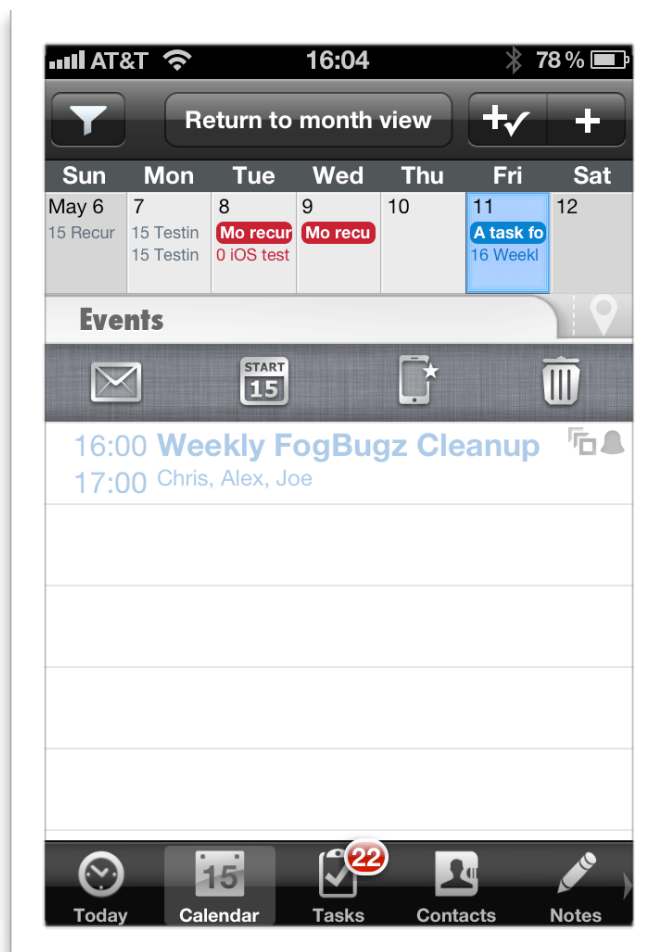 AT&T 16:04 78 %
Return to month view
Sun Mon Tue Wed Thu Fri Sat
May 6 7 8 9 10 11 12
15 Recur 15 Testin Mo recur Mo recu A task fo
15 Testin 0 iOS test 16 Weekl
Events
START
15
16:00 Weekly FogBugz Cleanup
17:00 Chris, Alex, Joe
15 22
Today Calendar Tasks Contacts Notes